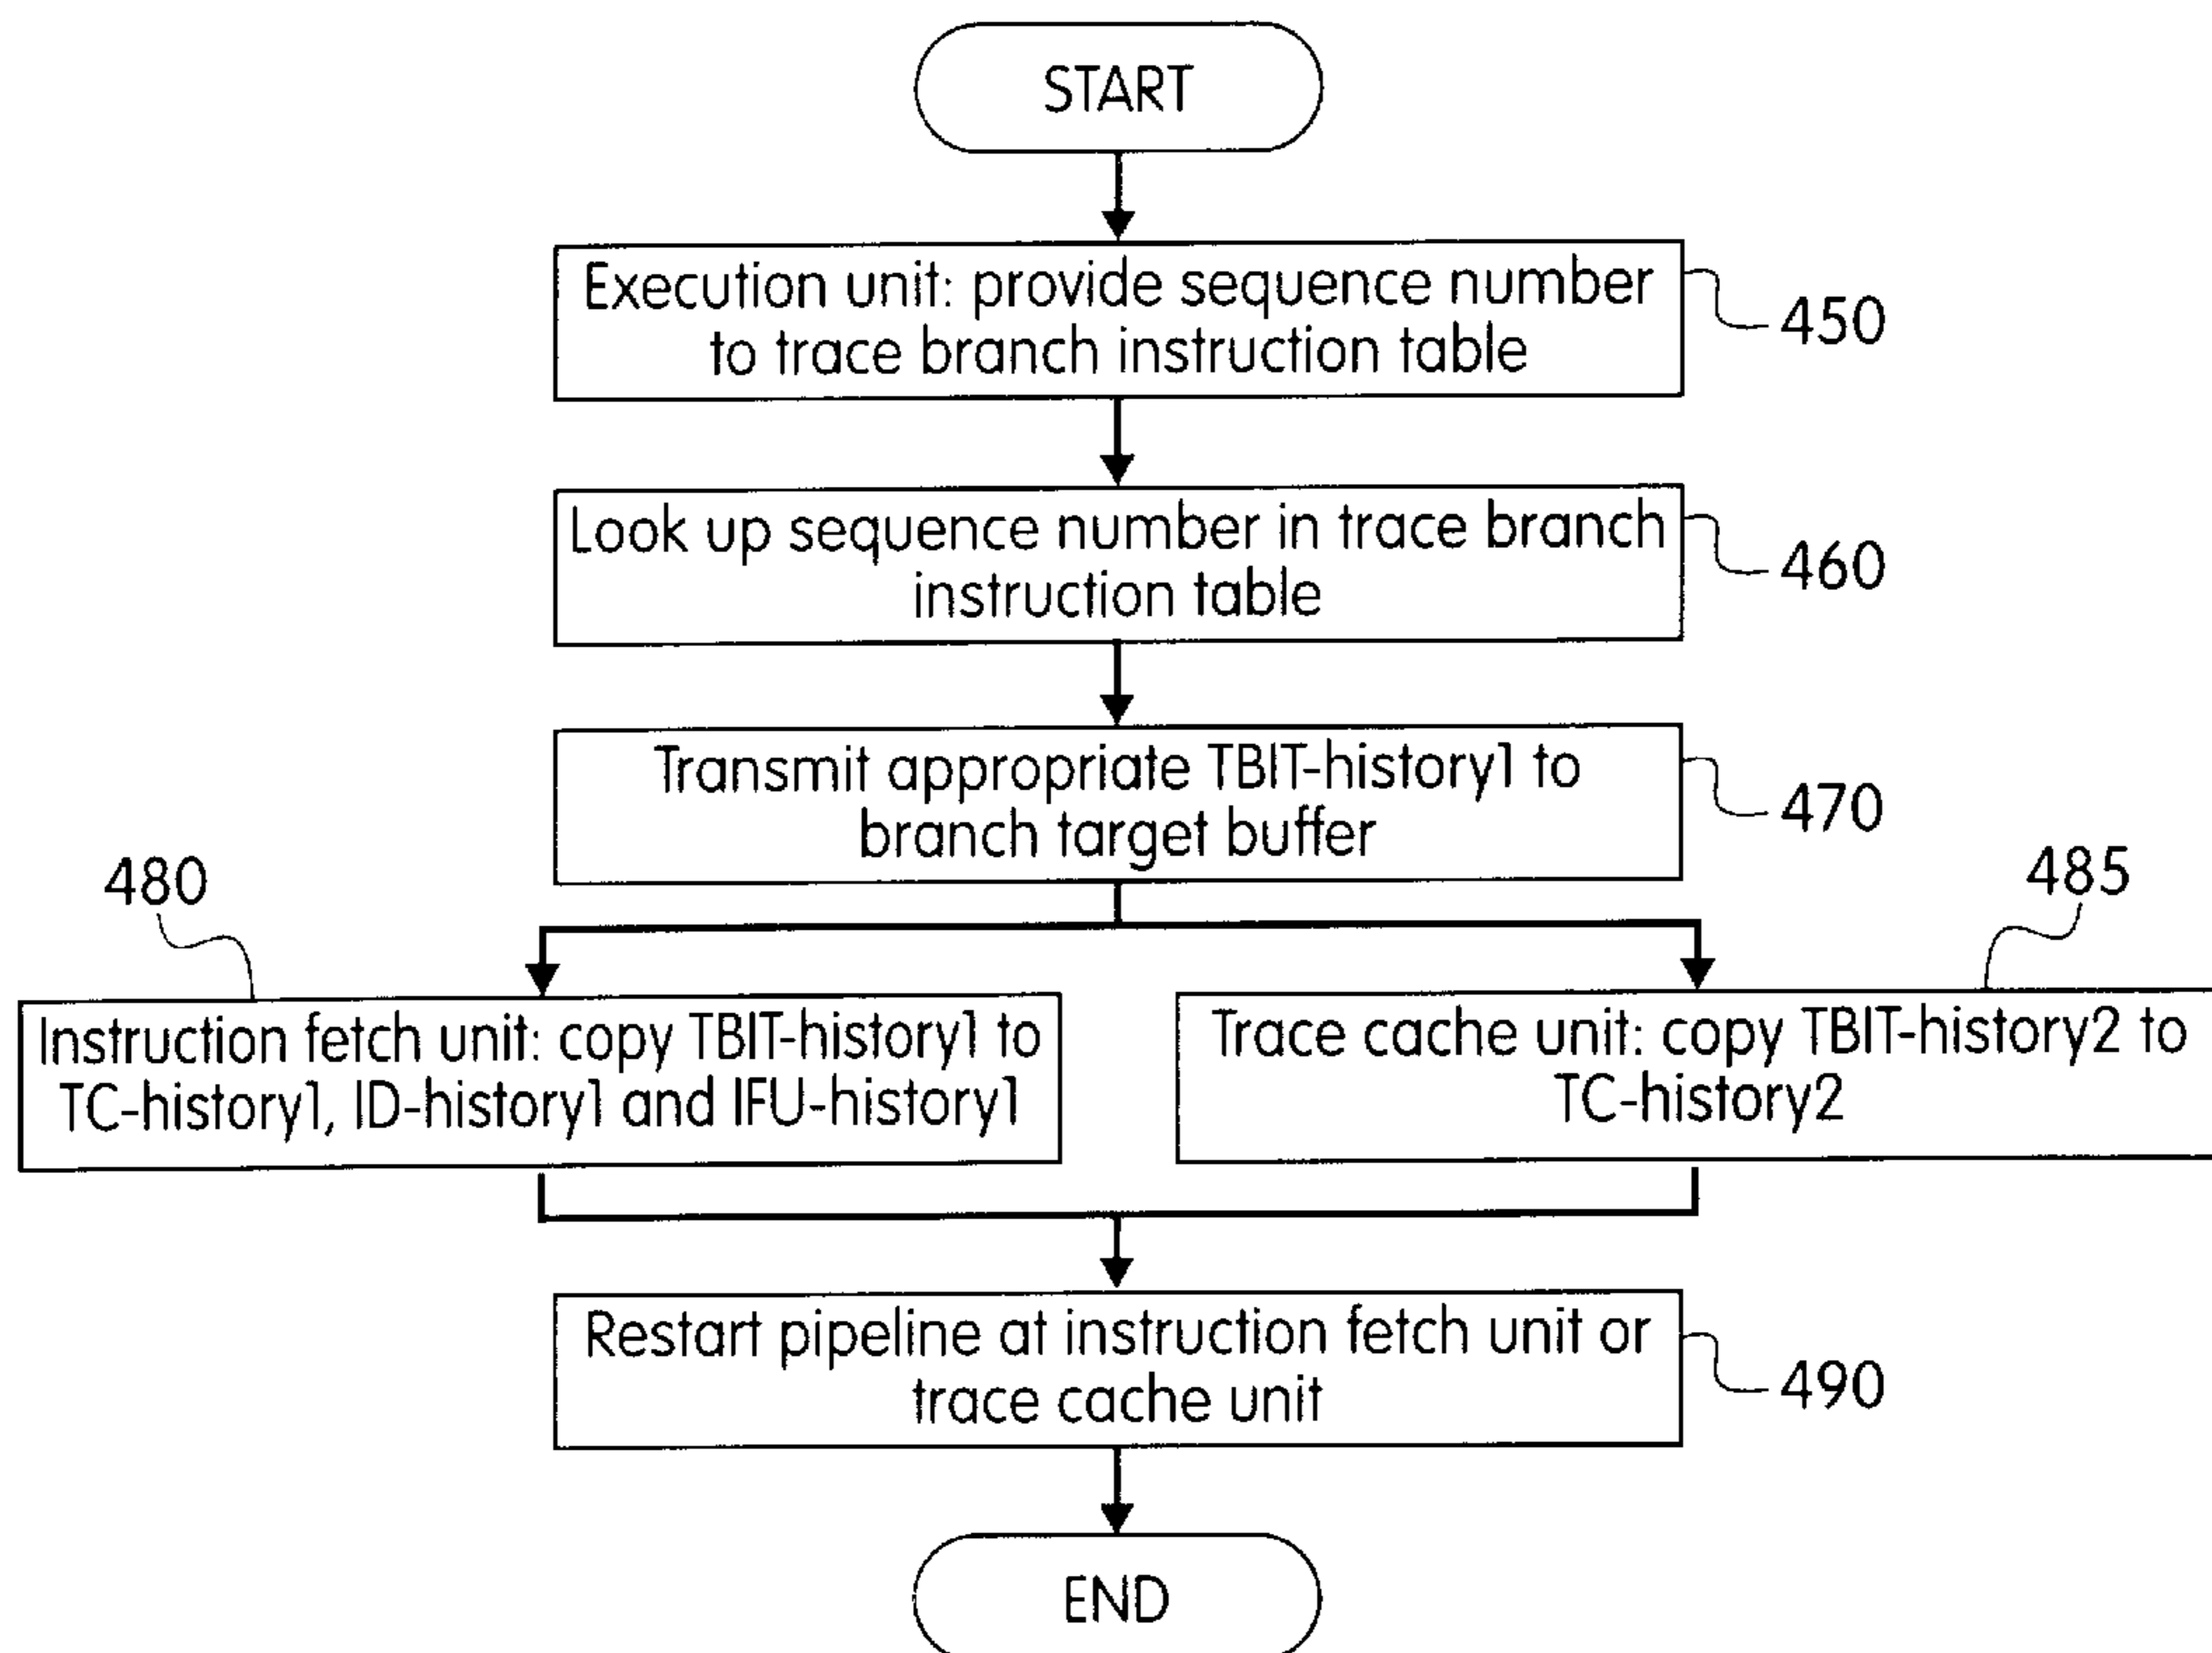 START
Execution unit: provide sequence number
to trace branch instruction table
450
Look up sequence number in trace branch
instruction table
460
Transmit appropriate TBIT-history1 to
branch target buffer
470
480
485
Instruction fetch unit: copy TBIT-history1 to
TC-history1, ID-history1 and IFU-history1
Trace cache unit: copy TBIT-history2 to
TC-history2
Restart pipeline at instruction fetch unit or
trace cache unit
490
END